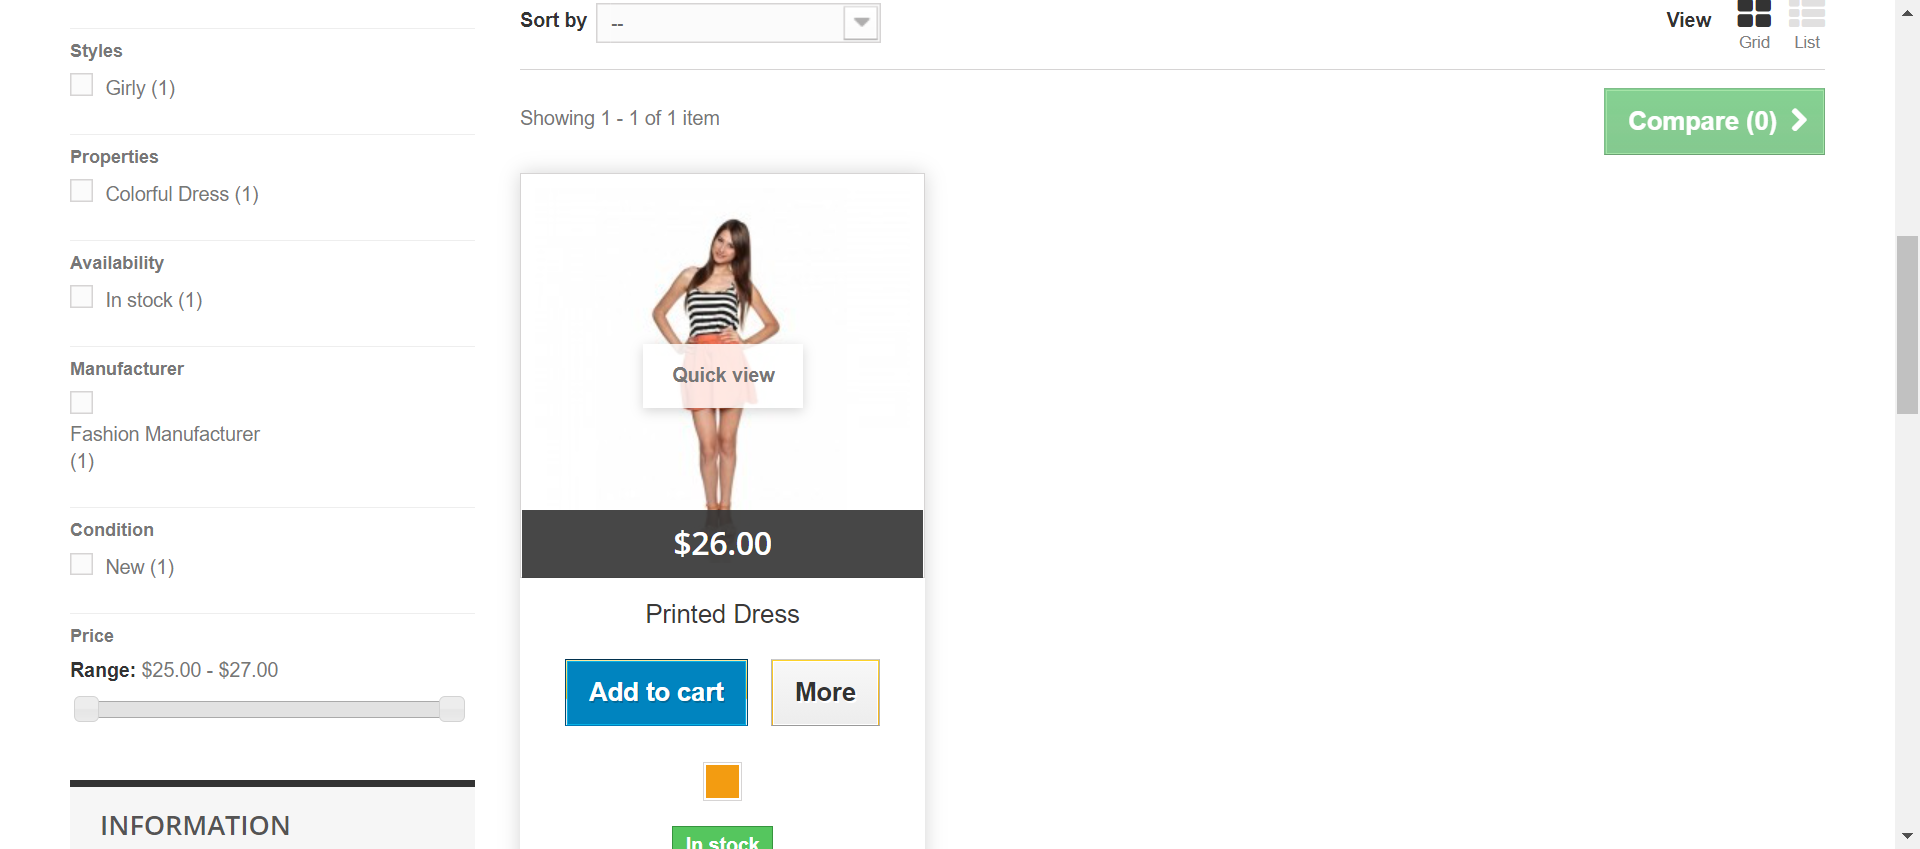 Sort by
--
View
Grid
List
Styles
Girly (1)
Properties
Colorful Dress (1)
Availability
In stock (1)
Manufacturer
Fashion Manufacturer
(1)
Condition
New (1)
Price
Range: $25.00 - $27.00
INFORMATION
Showing 1 - 1 of 1 item
Compare (0)
Quick view
$26.00
Printed Dress
Add to cart
More
In stock